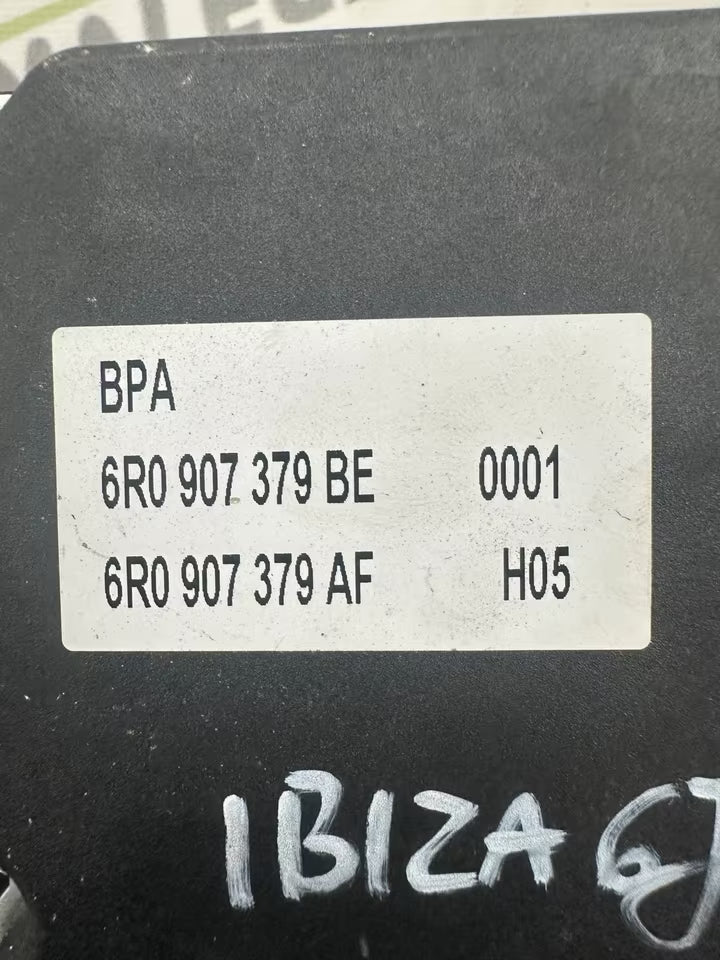 BPA
6R0 907 379 BE 0001
6R0 907 379 AF H05
IBIZA 6J